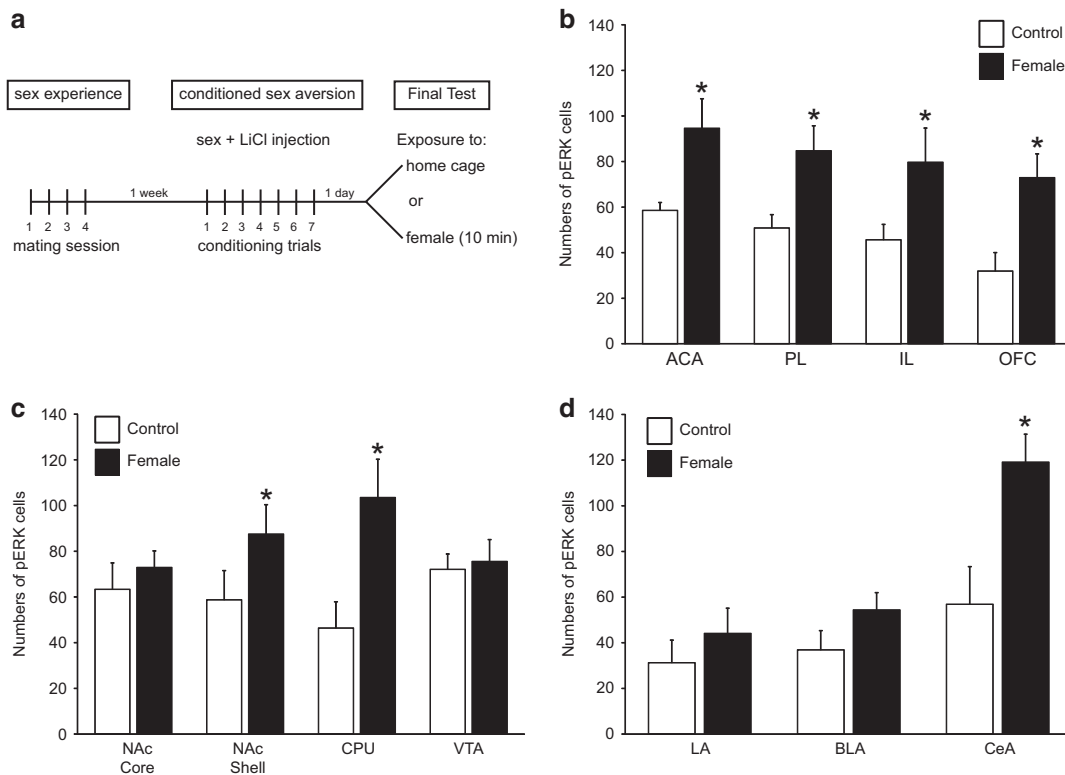 a
sex experience
conditioned sex aversion
Final Test
sex + LiCl injection
Exposure to:
home cage
or
female (10 min)
1 week
1 day
1 2 3 4
1 2 3 4 5 6 7
mating session
conditioning trials
b
Control
Female
Numbers of pERK cells
140
120
100
80
60
40
20
0
* * * *
ACA PL IL OFC
c
Control
Female
Numbers of pERK cells
140
120
100
80
60
40
20
0
* *
NAc Core
NAc Shell
CPU
VTA
d
Control
Female
Numbers of pERK cells
140
120
100
80
60
40
20
0
*
LA BLA CeA